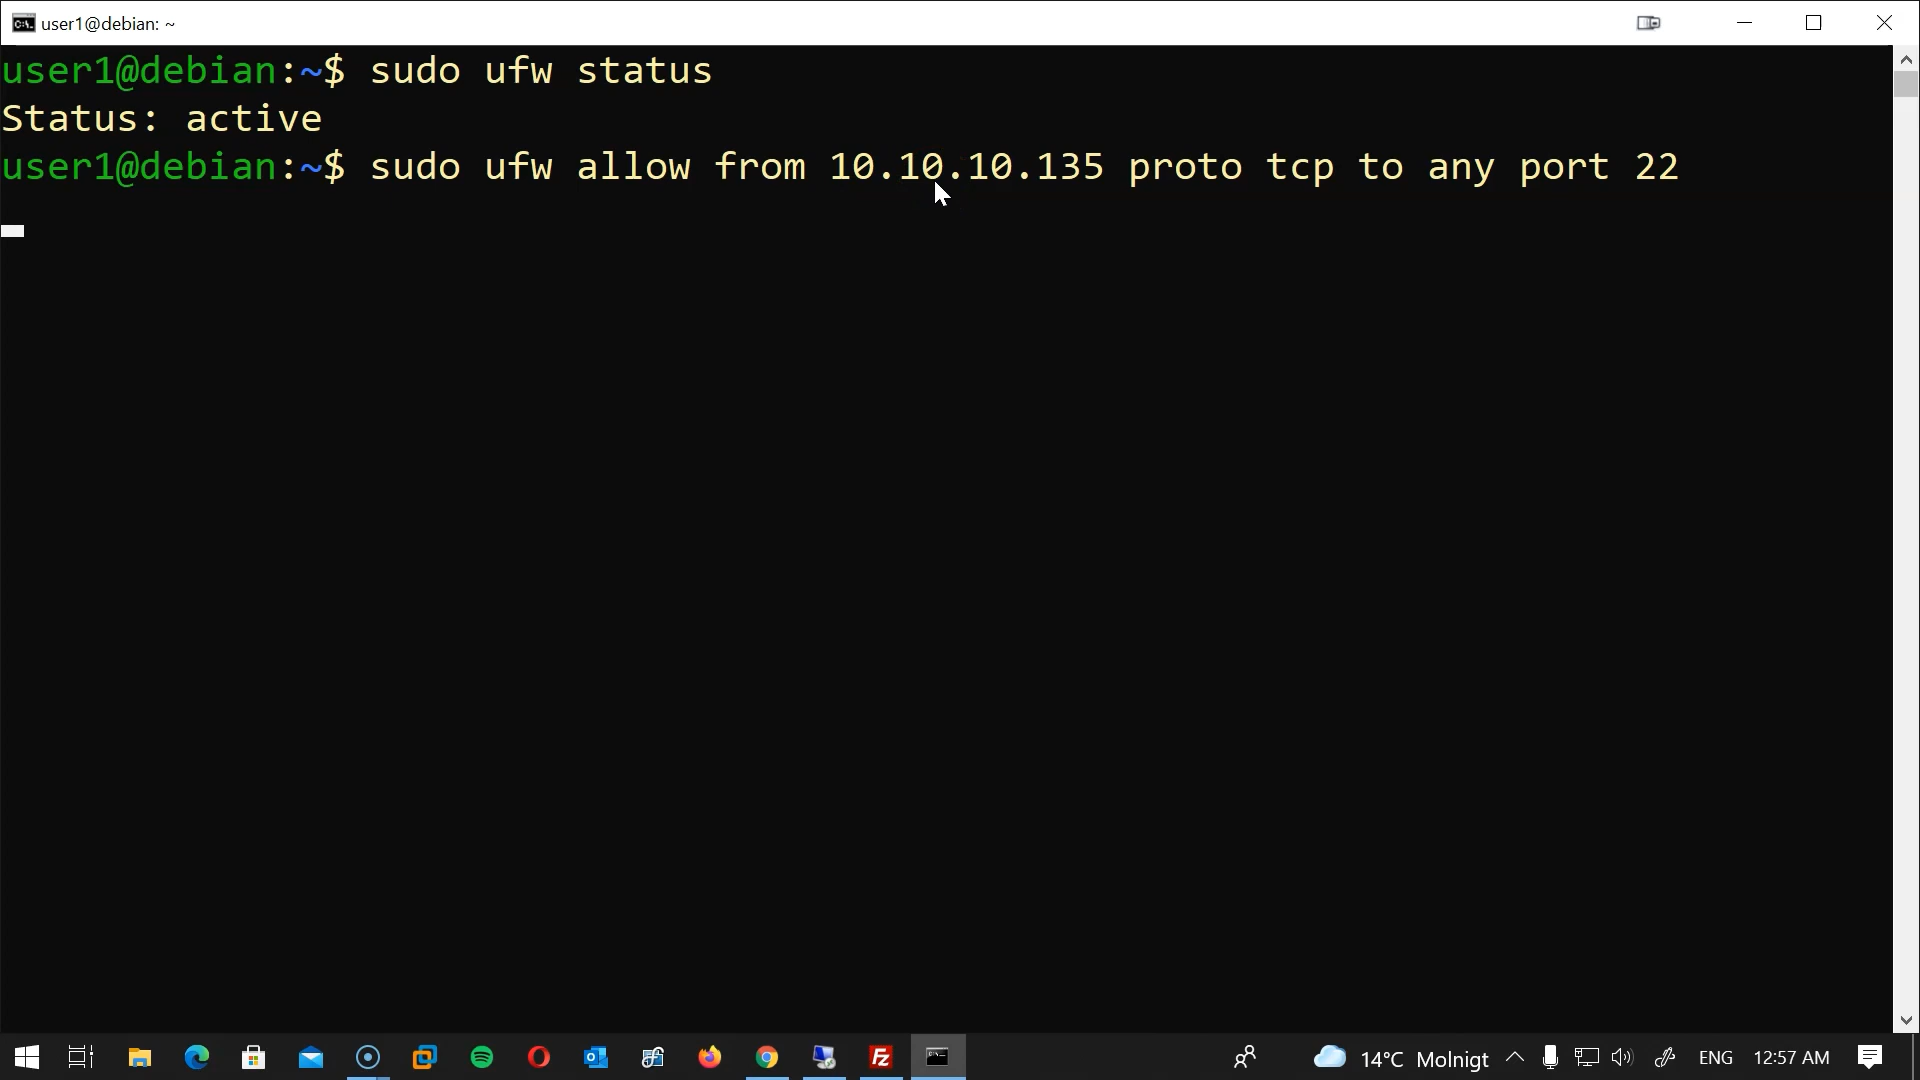 user1@debian: ~
user1@debian:~$ sudo ufw status
Status: active
user1@debian:~$ sudo ufw allow from 10.10.10.135 proto tcp to any port 22
14°C Molnigt
ENG
12:57 AM